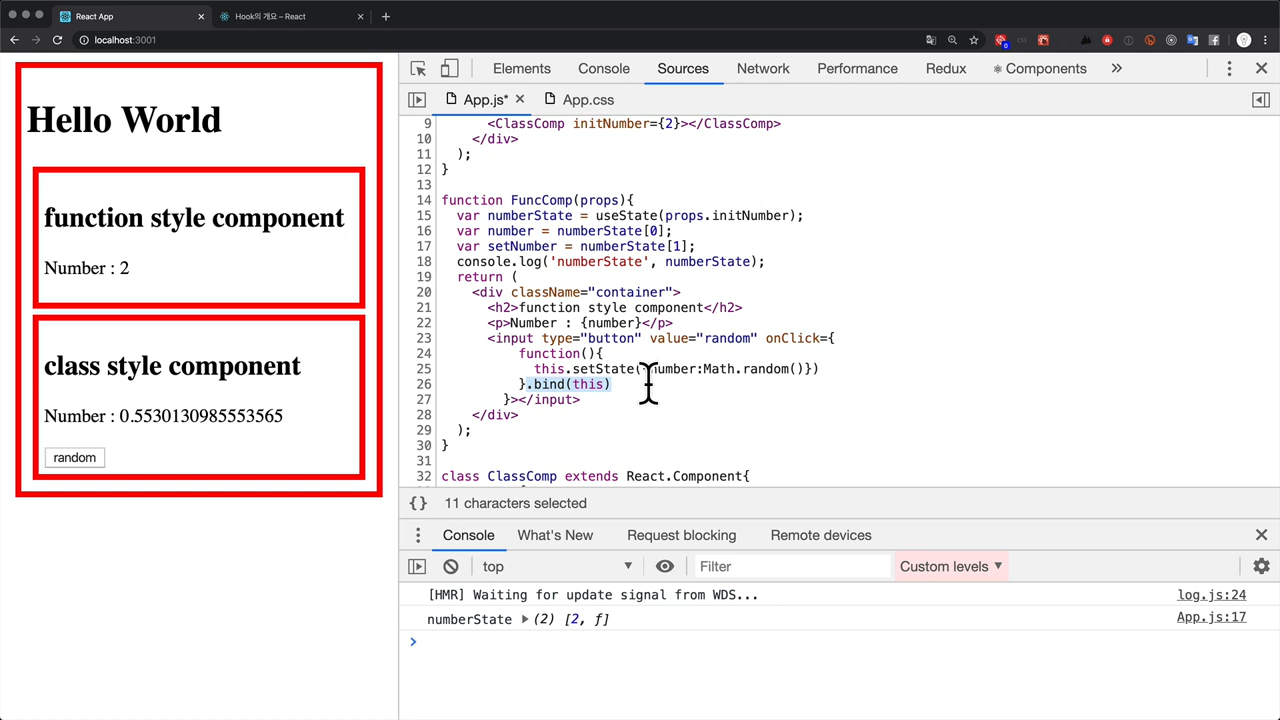 React App
Hook의 개요 – React
localhost:3001
Hello World
function style component
Number : 2
class style component
Number : 0.5530130985553565
random
Elements Console Sources Network Performance Redux Components
App.js* App.css
9 <ClassComp initNumber={2}></ClassComp>
10 </div>
11 );
12 }
13
14 function FuncComp(props){
15 var numberState = useState(props.initNumber);
16 var number = numberState[0];
17 var setNumber = numberState[1];
18 console.log('numberState', numberState);
19 return (
20 <div className="container">
21 <h2>function style component</h2>
22 <p>Number : {number}</p>
23 <input type="button" value="random" onClick={
24 function(){
25 this.setState({number:Math.random()})
26 }.bind(this)
27 }></input>
28 </div>
29 );
30 }
31
32 class ClassComp extends React.Component{
{} 11 characters selected
Console What's New Request blocking Remote devices
top Filter Custom levels
[HMR] Waiting for update signal from WDS... log.js:24
numberState (2) [2, ƒ] App.js:17